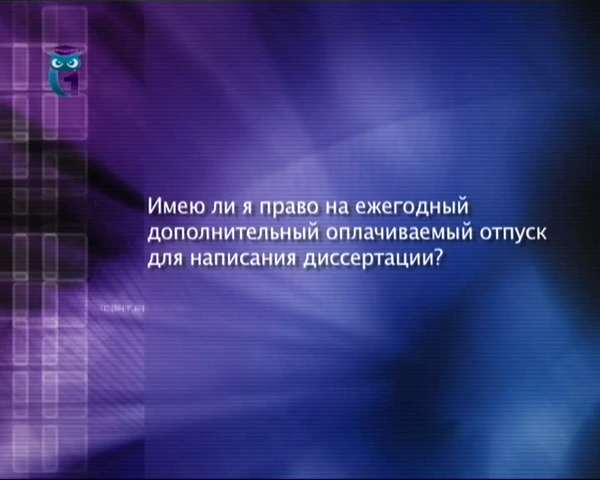 Имею ли я право на ежегодный
дополнительный оплачиваемый отпуск
для написания диссертации?